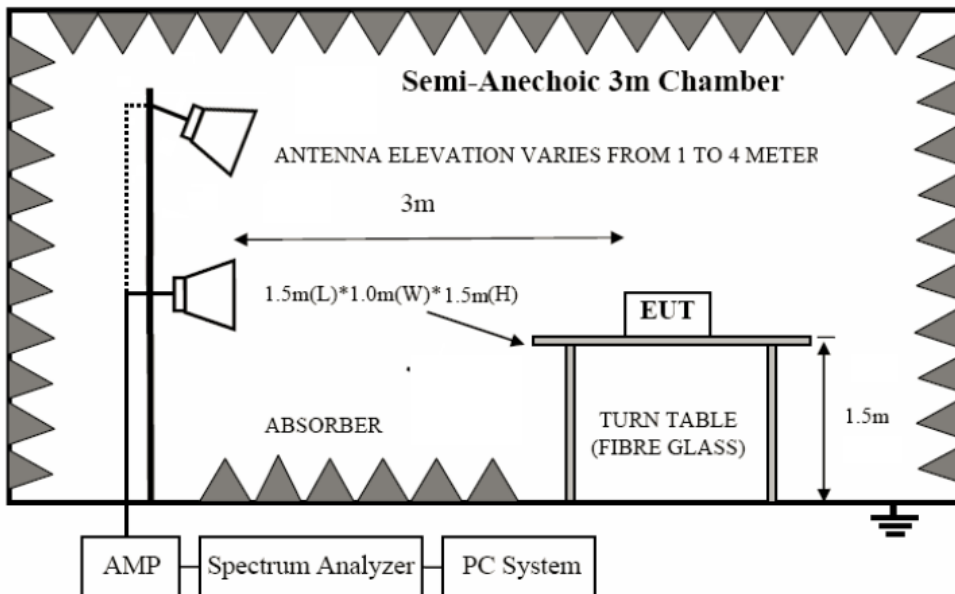 Semi-Anechoic 3m Chamber
ANTENNA ELEVATION VARIES FROM 1 TO 4 METER
3m
1.5m(L)*1.0m(W)*1.5m(H)
EUT
ABSORBER
TURN TABLE
(FIBRE GLASS)
1.5m
AMP
Spectrum Analyzer
PC System